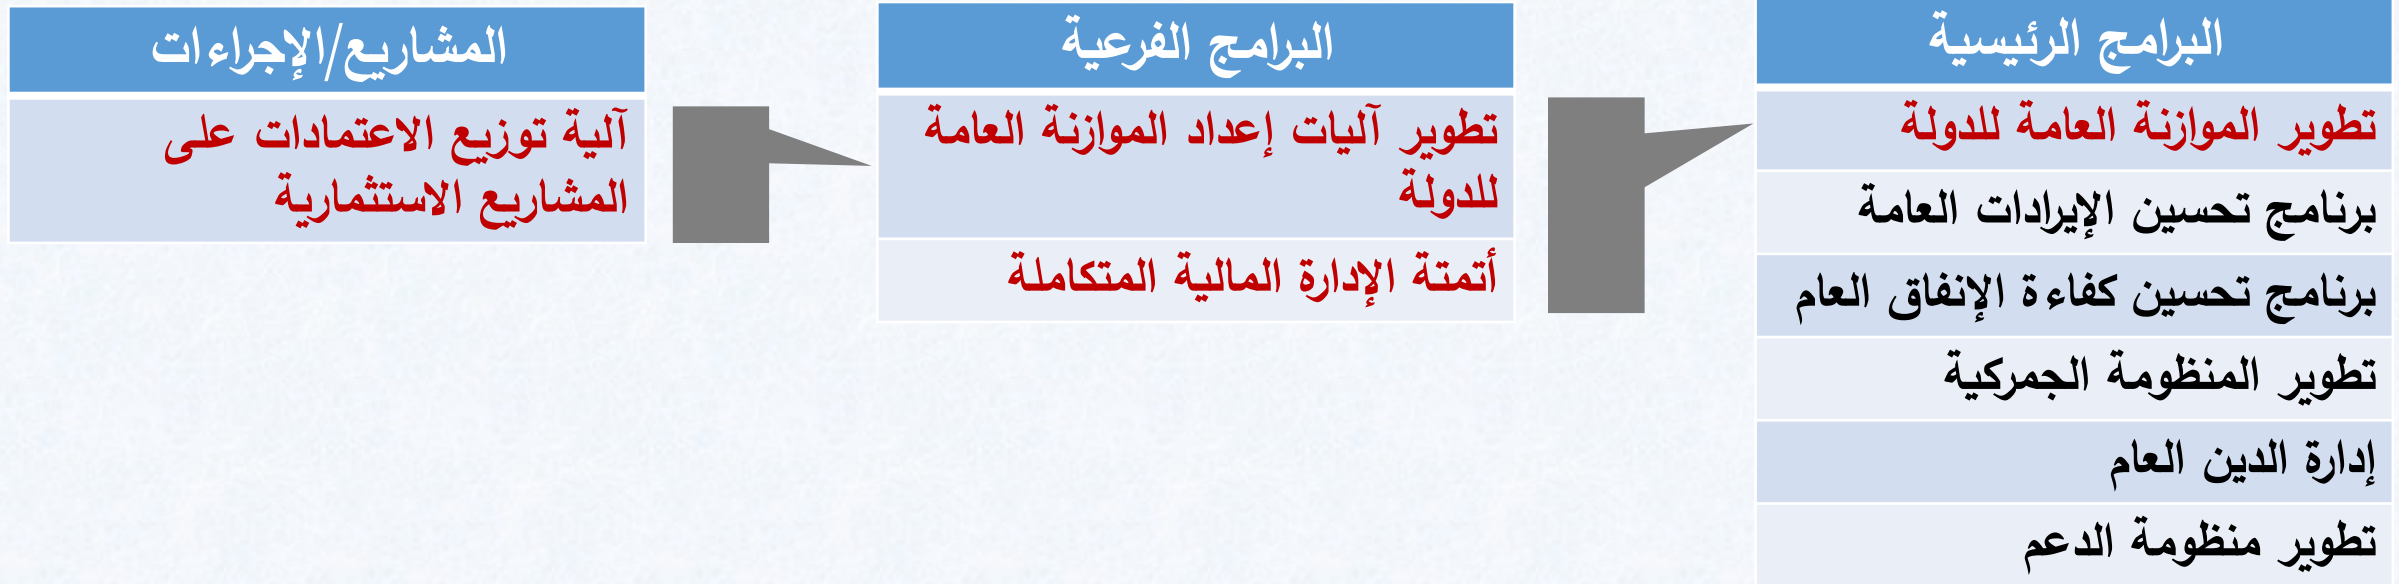 البرامج الرئيسية
تطوير الموازنة العامة للدولة
برنامج تحسين الإيرادات العامة
برنامج تحسين كفاءة الإنفاق العام
تطوير المنظومة الجمركية
إدارة الدين العام
تطوير منظومة الدعم
البرامج الفرعية
تطوير آليات إعداد الموازنة العامة
للدولة
أتمتة الإدارة المالية المتكاملة
المشاريع/الإجراءات
آلية توزيع الاعتمادات على
المشاريع الاستثمارية